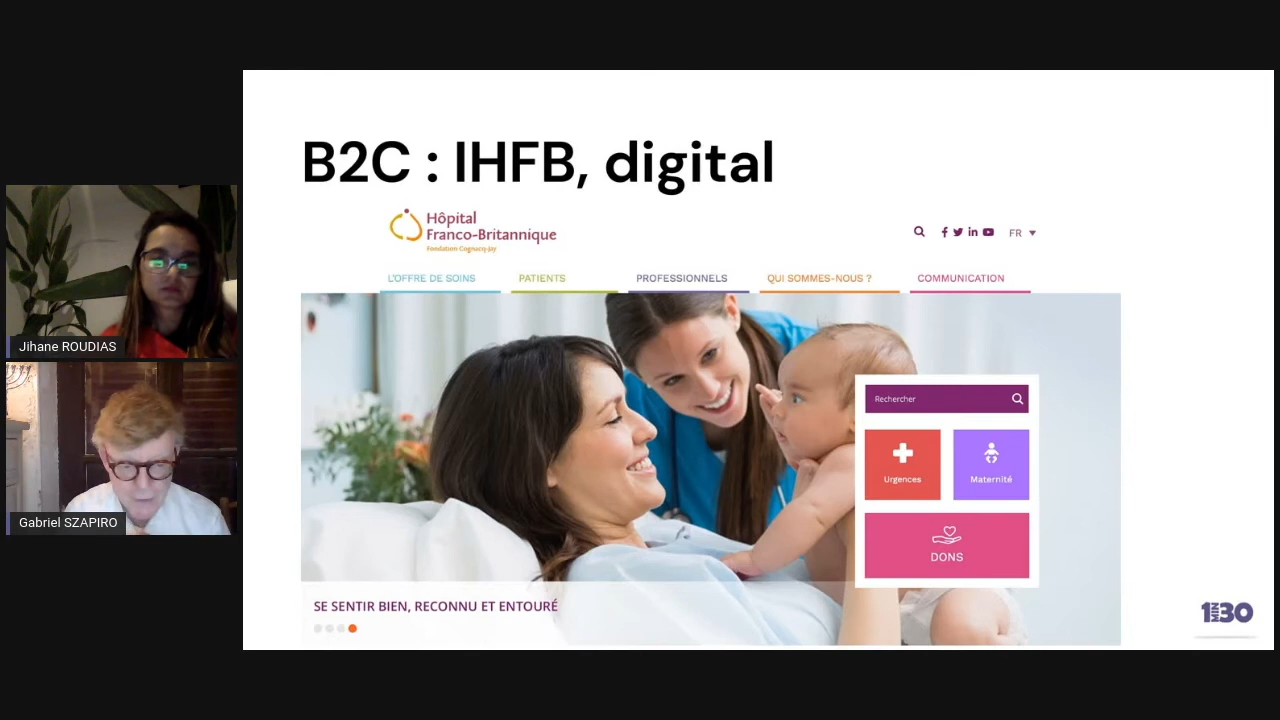 B2C : IHFB, digital
Hôpital
Franco-Britannique
Fondation Cognacq-Jay
FR
L'OFFRE DE SOINS
PATIENTS
PROFESSIONNELS
QUI SOMMES-NOUS ?
COMMUNICATION
Rechercher
Urgences
Maternité
DONS
SE SENTIR BIEN, RECONNU ET ENTOURÉ
1MIN30
Jihane ROUDIAS
Gabriel SZAPIRO